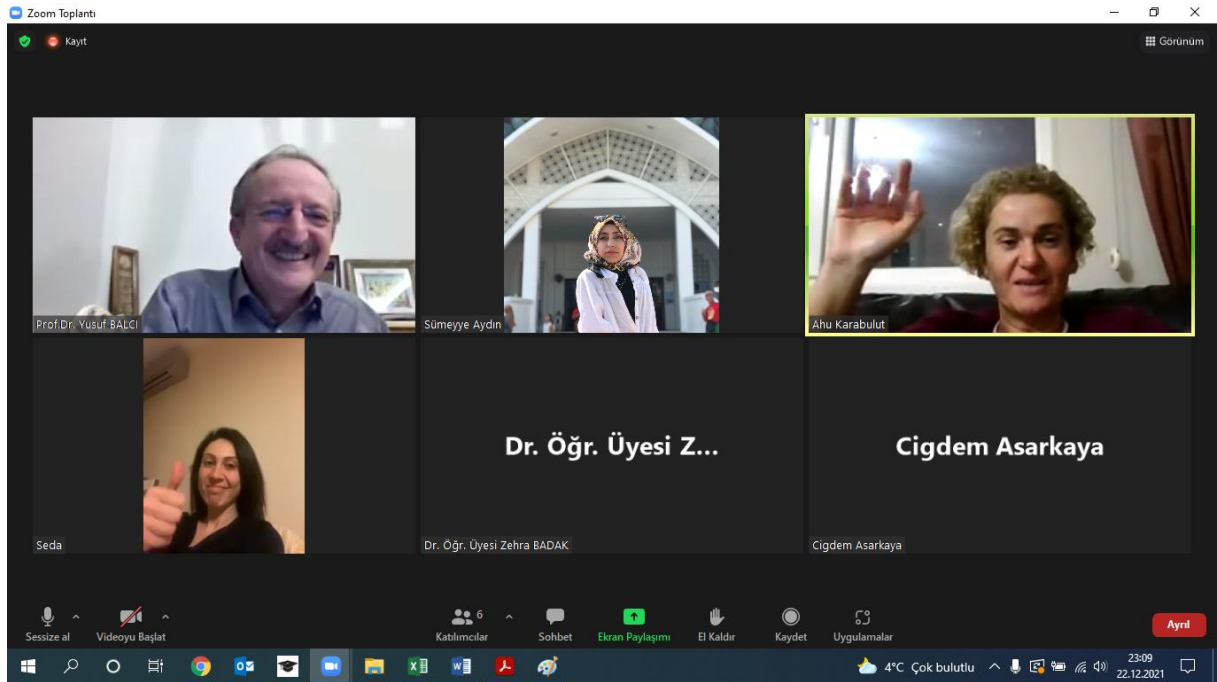 Zoom Toplantı
Kayıt
Görünüm
Prof.Dr. Yusuf BALCI
Sümeyye Aydın
Ahu Karabulut
Dr. Öğr. Üyesi Z...
Cigdem Asarkaya
Seda
Dr. Öğr. Üyesi Zehra BADAK
Cigdem Asarkaya
6
Sessize al
Videoyu Başlat
Katılımcılar
Sohbet
Ekran Paylaşımı
El Kaldır
Kaydet
Uygulamalar
Ayrıl
4°C Çok bulutlu
23:09
22.12.2021